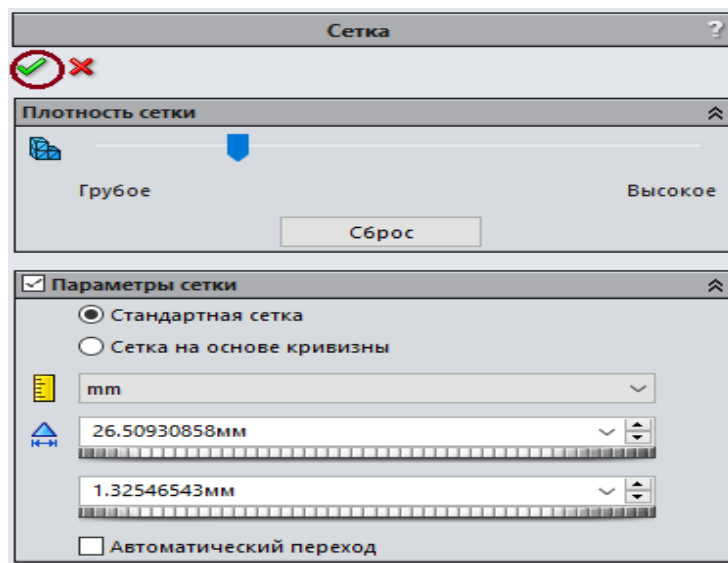 Сетка ?
Плотность сетки
Грубое Высокое
Сброс
Параметры сетки
Стандартная сетка
Сетка на основе кривизны
mm
26.50930858мм
1.32546543мм
Автоматический переход